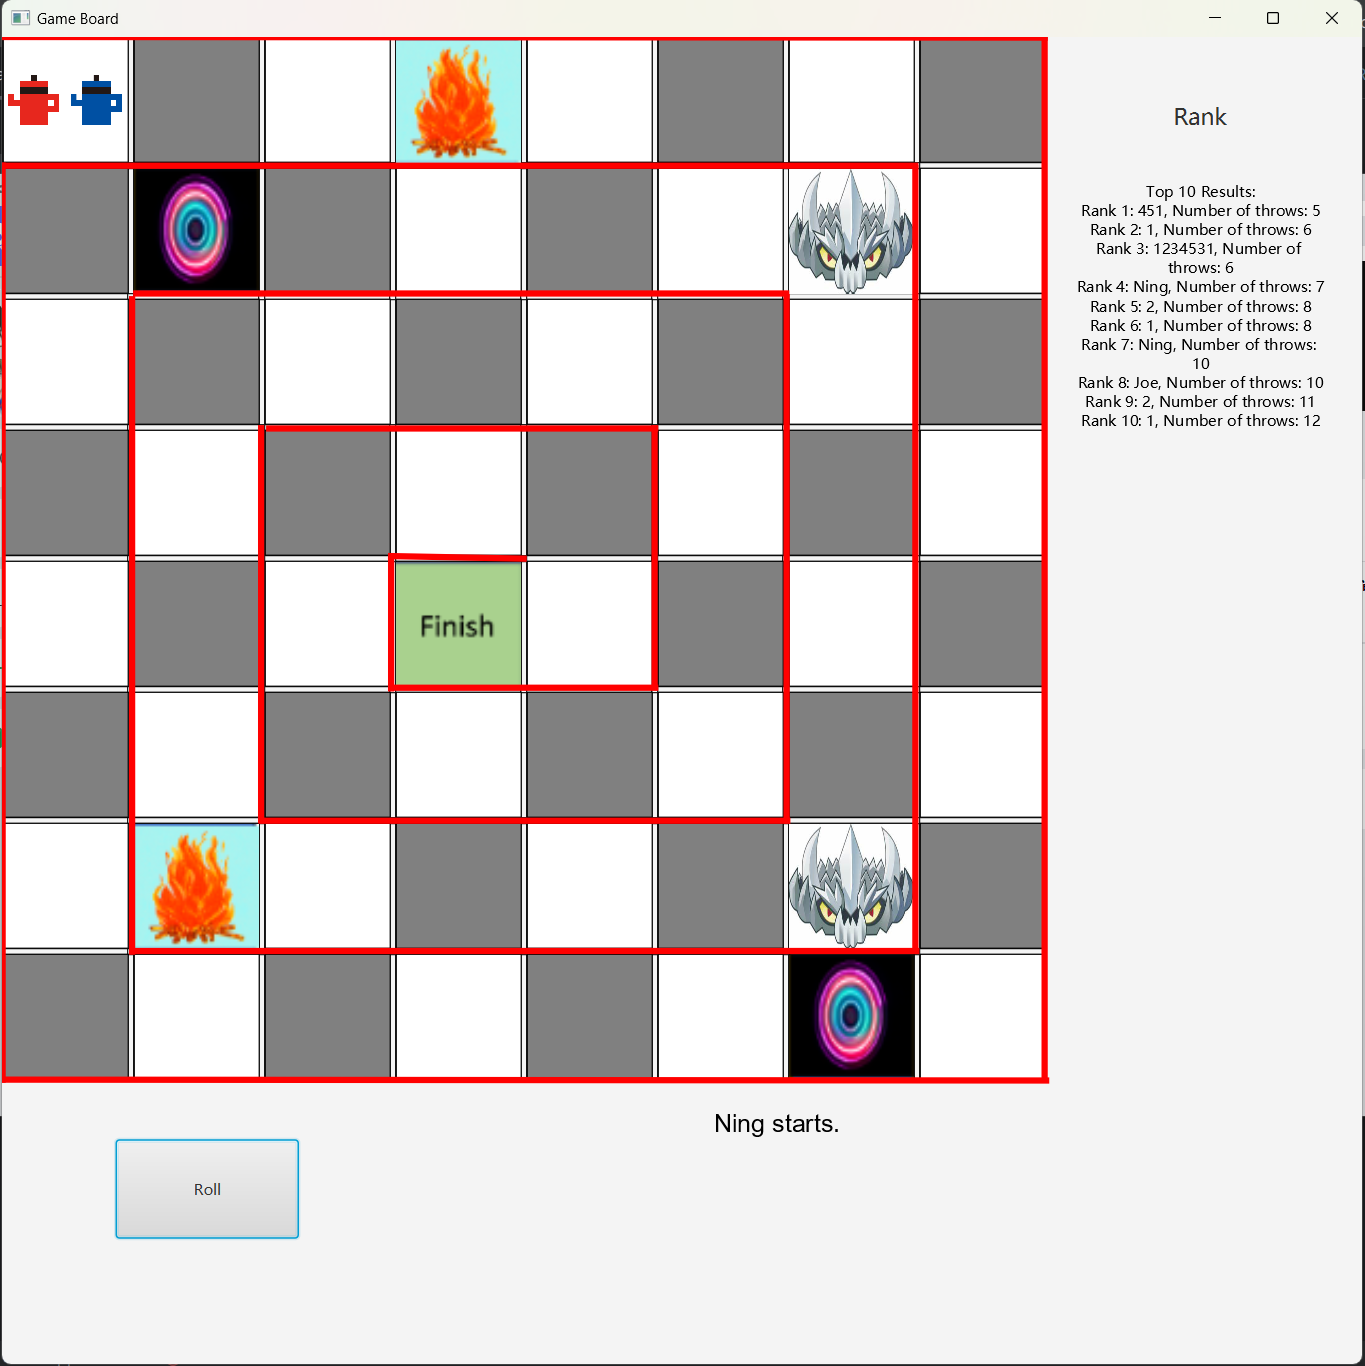 Game Board
Rank
Top 10 Results:
Rank 1: 451, Number of throws: 5
Rank 2: 1, Number of throws: 6
Rank 3: 1234531, Number of
throws: 6
Rank 4: Ning, Number of throws: 7
Rank 5: 2, Number of throws: 8
Rank 6: 1, Number of throws: 8
Rank 7: Ning, Number of throws:
10
Rank 8: Joe, Number of throws: 10
Rank 9: 2, Number of throws: 11
Rank 10: 1, Number of throws: 12
Finish
Ning starts.
Roll